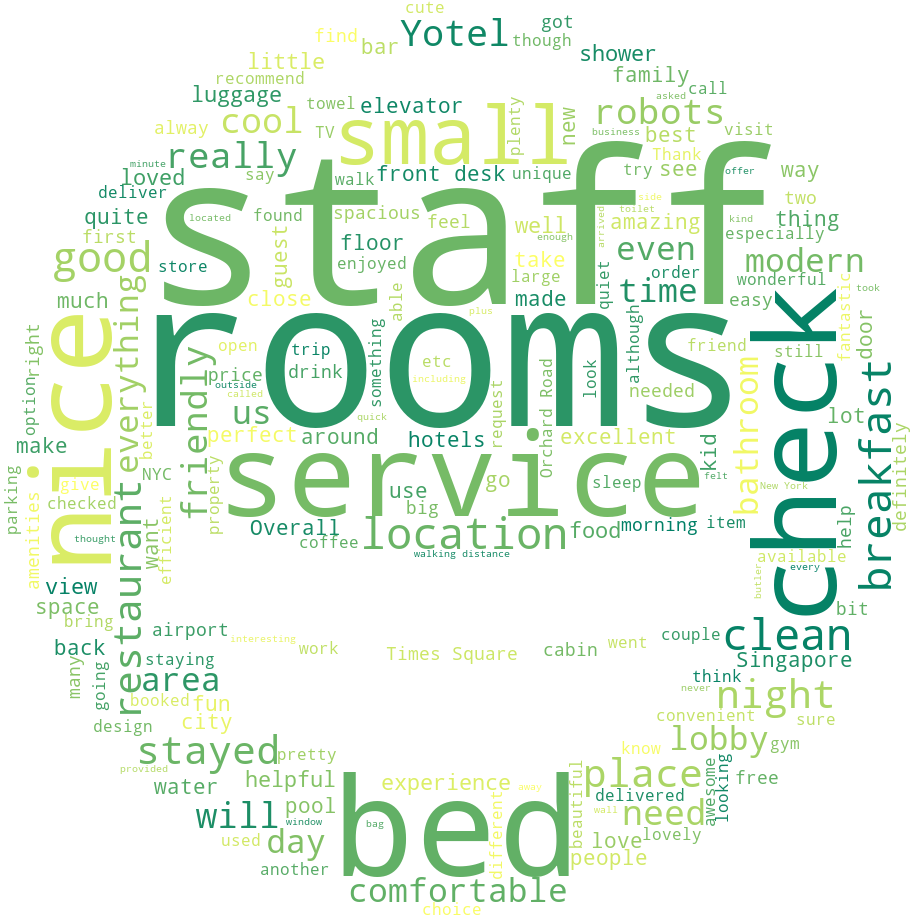 cute
Yotel
got
though
find
bar
shower
little
family
recommend
call
luggage
towel
elevator
asked
robots
cool
small
plenty
new
alway
TV
business
best
visit
really
Thank
minute
say
walk
front desk
unique
try
see
offer
way
loved
deliver
staff
side
toilet
two
quite
located
found
spacious
feel
well
amazing
kind
thing
first
guest
floor
enough
arrived
even
especially
good
store
enjoyed
take
quiet
order
modern
much
close
able
large
made
time
wonderful
easy
took
nice
everything
rooms
plus
fantastic
door
right
open
trip
something
etc
look
although
friend
still
option
friendly
price
drink
outside
including
Orchard Road
needed
check
breakfast
called
request
bathroom
us
quick
lot
make
better
perfect
around
hotels
excellent
kid
definitely
NYC
property
service
go
felt
parking
give
sleep
New York
amenities
checked
restaurant
want
efficient
use
big
Overall
location
food
morning
item
help
thought
coffee
walking distance
available
view
butler
every
space
bit
bring
airport
clean
back
interesting
work
Times Square
cabin
went
couple
Singapore
many
going
staying
area
think
booked
fun
never
night
design
city
convenient
sure
stayed
pretty
know
lobby
gym
provided
helpful
experience
beautiful
place
awesome
looking
free
water
bed
away
delivered
will
pool
different
wall
need
window
bag
used
day
love
lovely
another
people
comfortable
choice